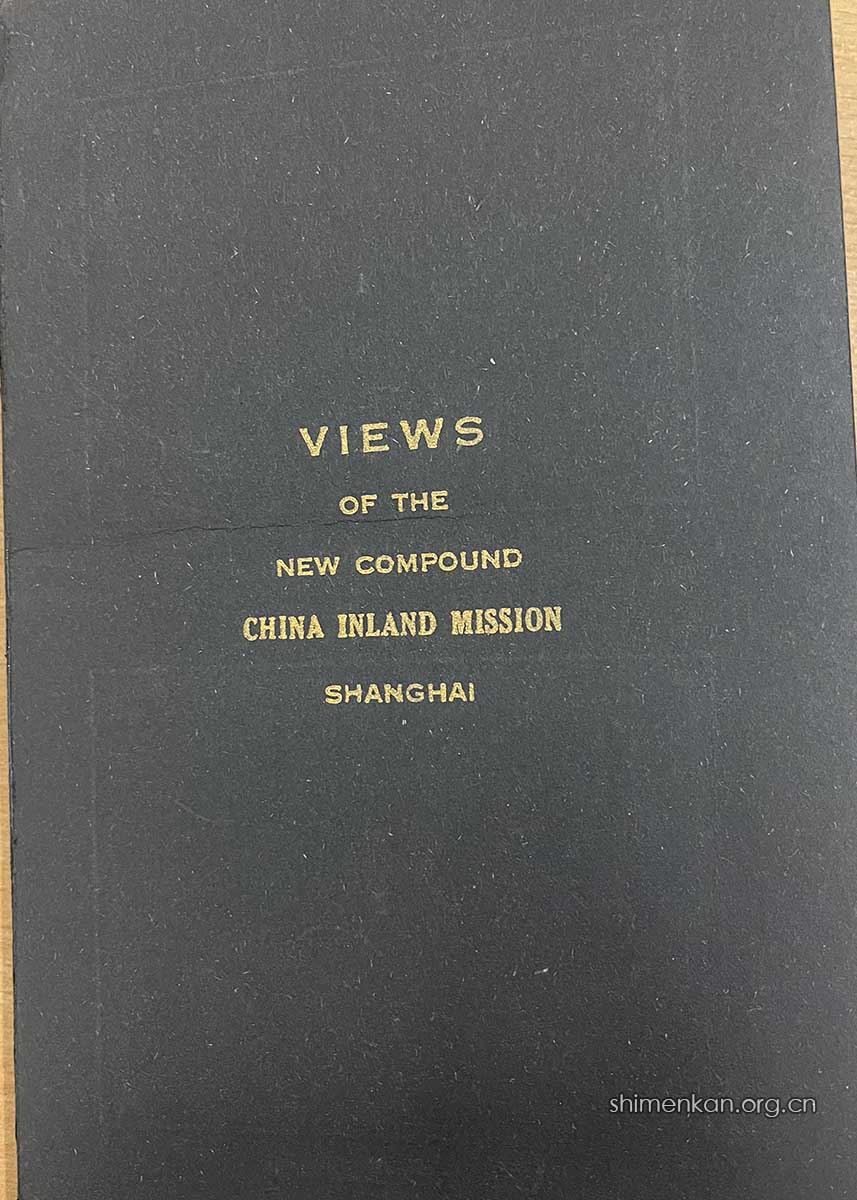 VIEWS
OF THE
NEW COMPOUND
CHINA INLAND MISSION
SHANGHAI
shimenkan.org.cn